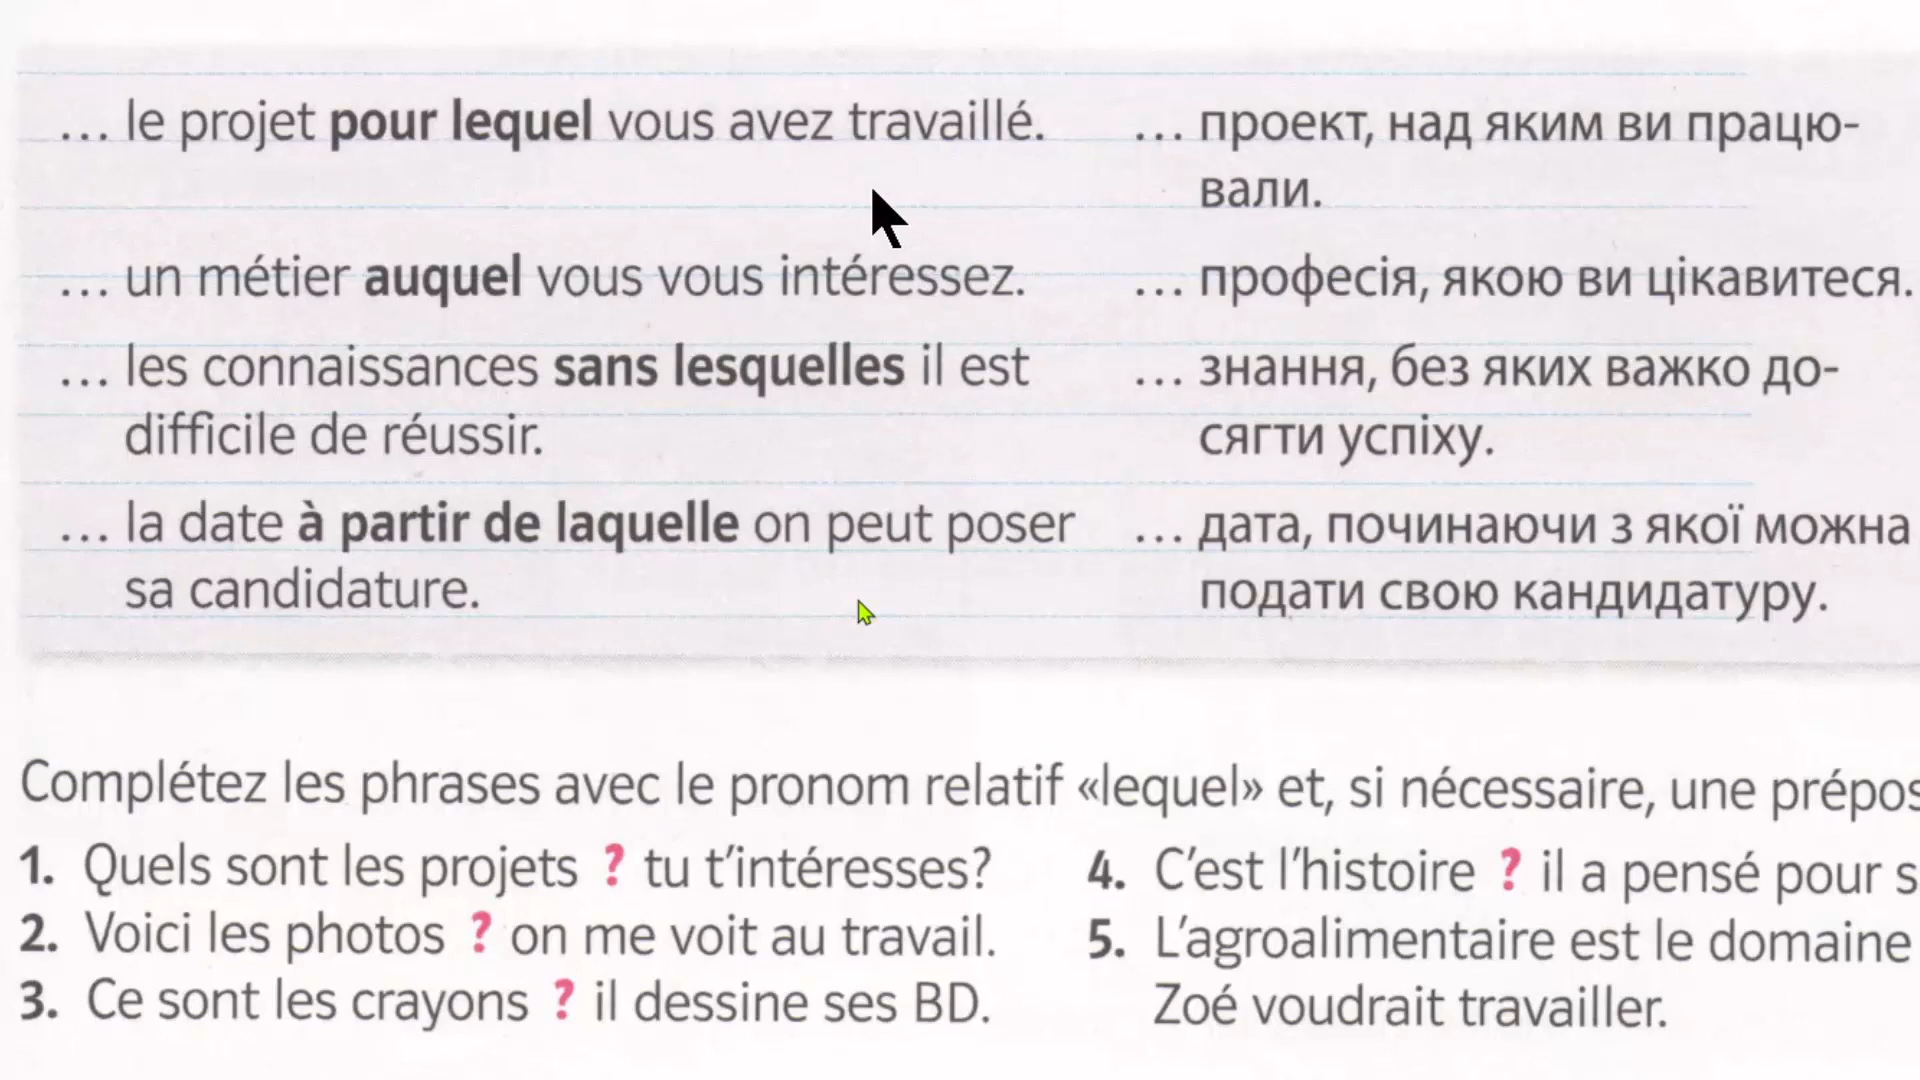 ... le projet pour lequel vous avez travaillé.
... проект, над яким ви працю-
вали.
... un métier auquel vous vous intéressez.
... професія, якою ви цікавитеся.
... les connaissances sans lesquelles il est
difficile de réussir.
... знання, без яких важко до-
сягти успіху.
... la date à partir de laquelle on peut poser
sa candidature.
... дата, починаючи з якої можна
подати свою кандидатуру.
Complétez les phrases avec le pronom relatif «lequel» et, si nécessaire, une prépos
1. Quels sont les projets ? tu t’intéresses?
2. Voici les photos ? on me voit au travail.
3. Ce sont les crayons ? il dessine ses BD.
4. C’est l’histoire ? il a pensé pour s
5. L’agroalimentaire est le domaine
Zoé voudrait travailler.